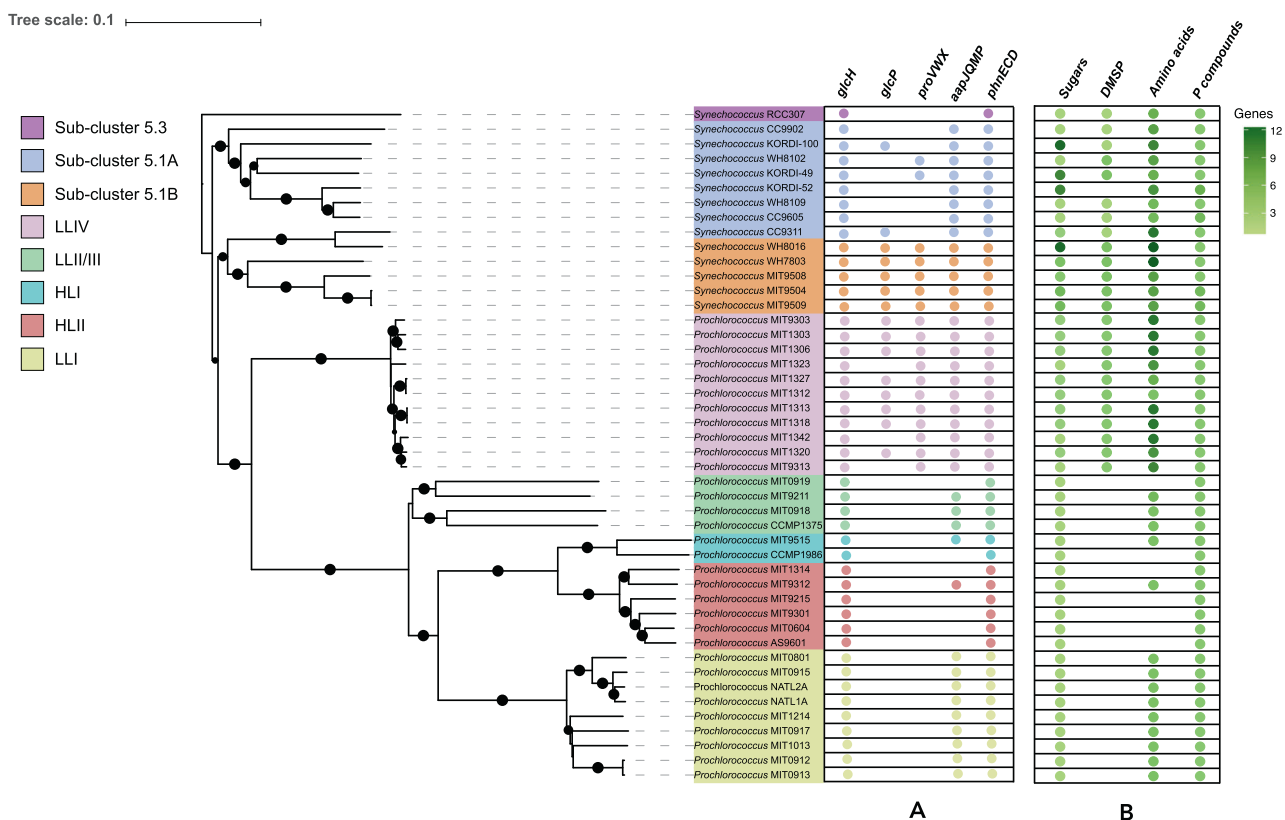 Tree scale: 0.1
glcH glcP proVWX aapJQMP phnECD Sugars DMSP Amino acids P compounds
Sub-cluster 5.3
Sub-cluster 5.1A
Sub-cluster 5.1B
LLIV
LLII/III
HLI
HLII
LLI
Synechococcus RCC307
Synechococcus CC9902
Synechococcus KORDI-100
Synechococcus WH8102
Synechococcus KORDI-49
Synechococcus KORDI-52
Synechococcus WH8109
Synechococcus CC9605
Synechococcus CC9311
Synechococcus WH8016
Synechococcus WH7803
Synechococcus MIT9508
Synechococcus MIT9504
Synechococcus MIT9509
Prochlorococcus MIT9303
Prochlorococcus MIT1303
Prochlorococcus MIT1306
Prochlorococcus MIT1323
Prochlorococcus MIT1327
Prochlorococcus MIT1312
Prochlorococcus MIT1313
Prochlorococcus MIT1318
Prochlorococcus MIT1342
Prochlorococcus MIT1320
Prochlorococcus MIT9313
Prochlorococcus MIT0919
Prochlorococcus MIT9211
Prochlorococcus MIT0918
Prochlorococcus CCMP1375
Prochlorococcus MIT9515
Prochlorococcus CCMP1986
Prochlorococcus MIT1314
Prochlorococcus MIT9312
Prochlorococcus MIT9215
Prochlorococcus MIT9301
Prochlorococcus MIT0604
Prochlorococcus AS9601
Prochlorococcus MIT0801
Prochlorococcus MIT0915
Prochlorococcus NATL2A
Prochlorococcus NATL1A
Prochlorococcus MIT1214
Prochlorococcus MIT0917
Prochlorococcus MIT1013
Prochlorococcus MIT0912
Prochlorococcus MIT0913
Genes
12
9
6
3
A B